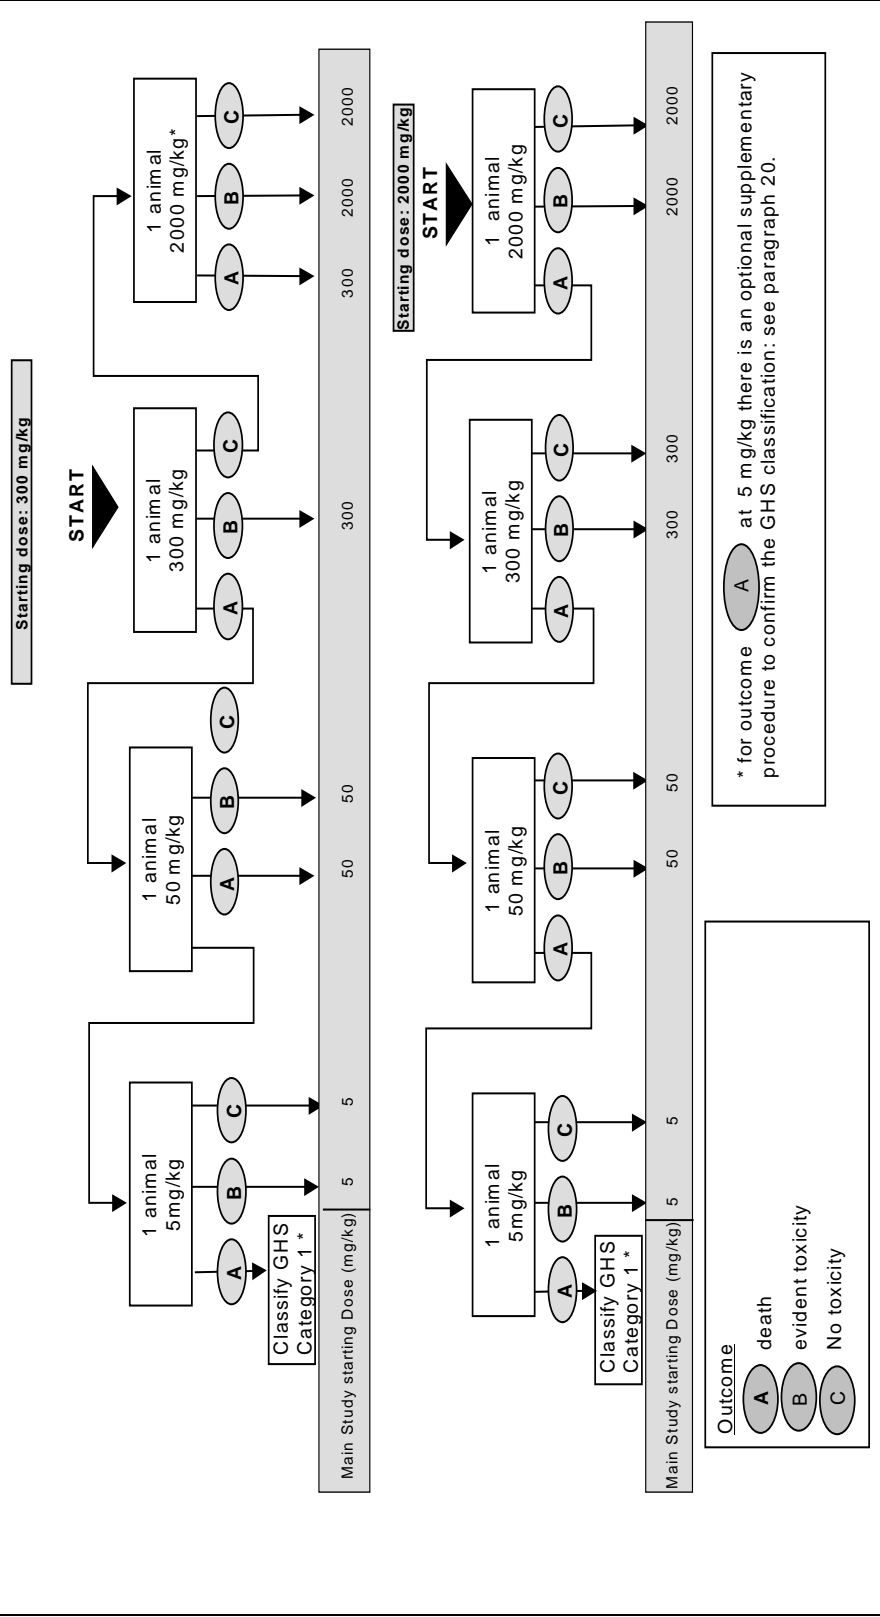 Starting dose: 300 mg/kg
START
1 animal
5mg/kg
1 animal
50 mg/kg
1 animal
300 mg/kg
1 animal
2000 mg/kg*
A B C A B C A B C A B C
Classify GHS
Category 1 *
Main Study starting Dose (mg/kg) 5 5 50 50 300 300 2000 2000
Starting dose: 2000 mg/kg
START
1 animal
5mg/kg
1 animal
50 mg/kg
1 animal
300 mg/kg
1 animal
2000 mg/kg
A B C A B C A B C A B C
Classify GHS
Category 1 *
Main Study starting Dose (mg/kg) 5 5 50 50 300 300 2000 2000
Outcome
A death
B evident toxicity
C No toxicity
* for outcome A at 5 mg/kg there is an optional supplementary
procedure to confirm the GHS classification: see paragraph 20.